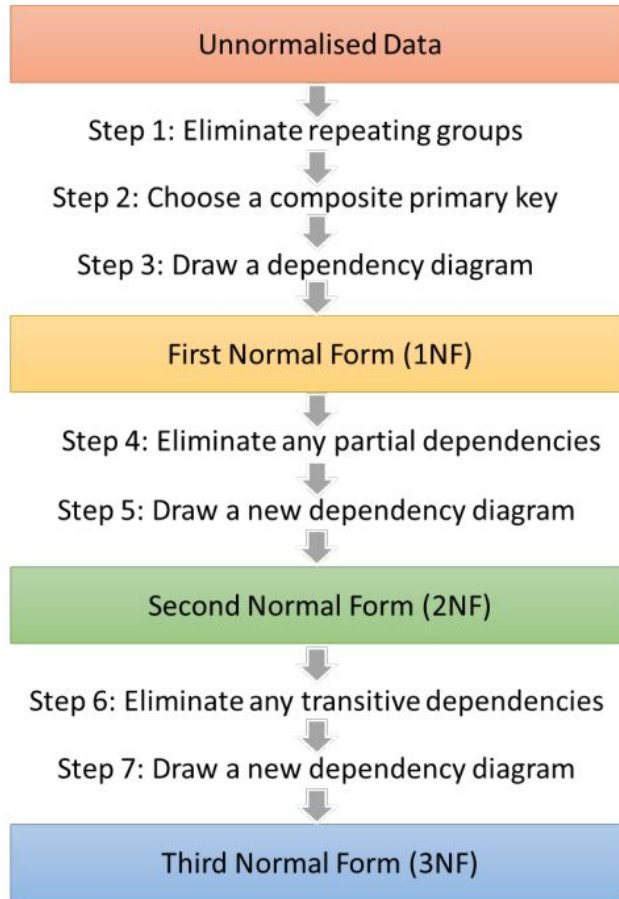 Unnormalised Data
Step 1: Eliminate repeating groups
Step 2: Choose a composite primary key
Step 3: Draw a dependency diagram
First Normal Form (1NF)
Step 4: Eliminate any partial dependencies
Step 5: Draw a new dependency diagram
Second Normal Form (2NF)
Step 6: Eliminate any transitive dependencies
Step 7: Draw a new dependency diagram
Third Normal Form (3NF)